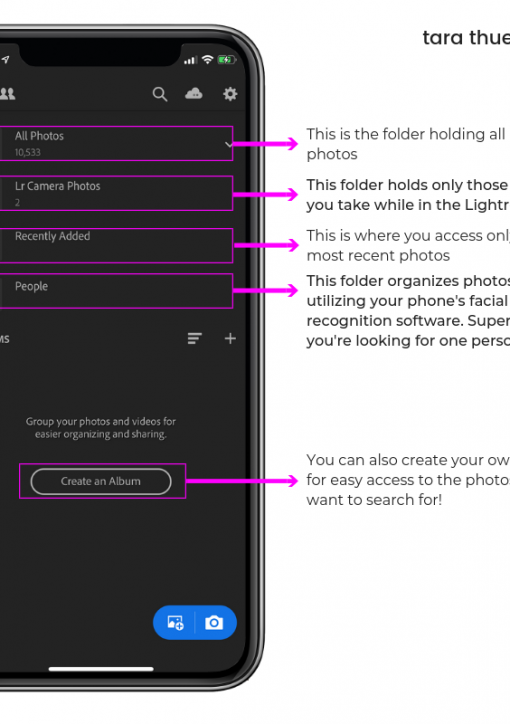 tara thue
All Photos
10,533
This is the folder holding all
photos
Lr Camera Photos
2
This folder holds only those
you take while in the Lightr
Recently Added
This is where you access only
most recent photos
People
This folder organizes photos
utilizing your phone's facial
recognition software. Super
you're looking for one perso
MS
Group your photos and videos for
easier organizing and sharing.
Create an Album
You can also create your ow
for easy access to the photos
want to search for!